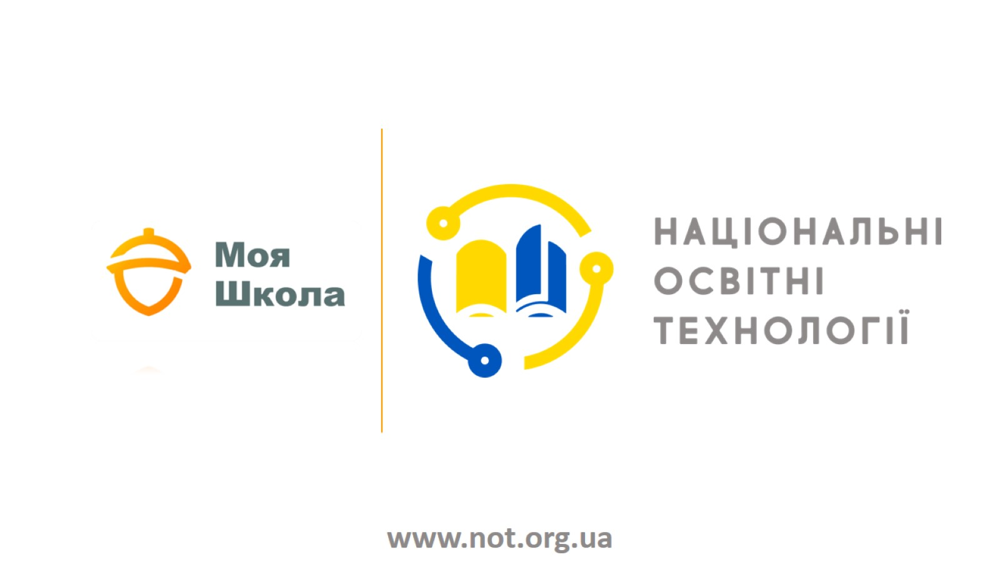 Моя
Школа
НАЦІОНАЛЬНІ
ОСВІТНІ
ТЕХНОЛОГІЇ
www.not.org.ua